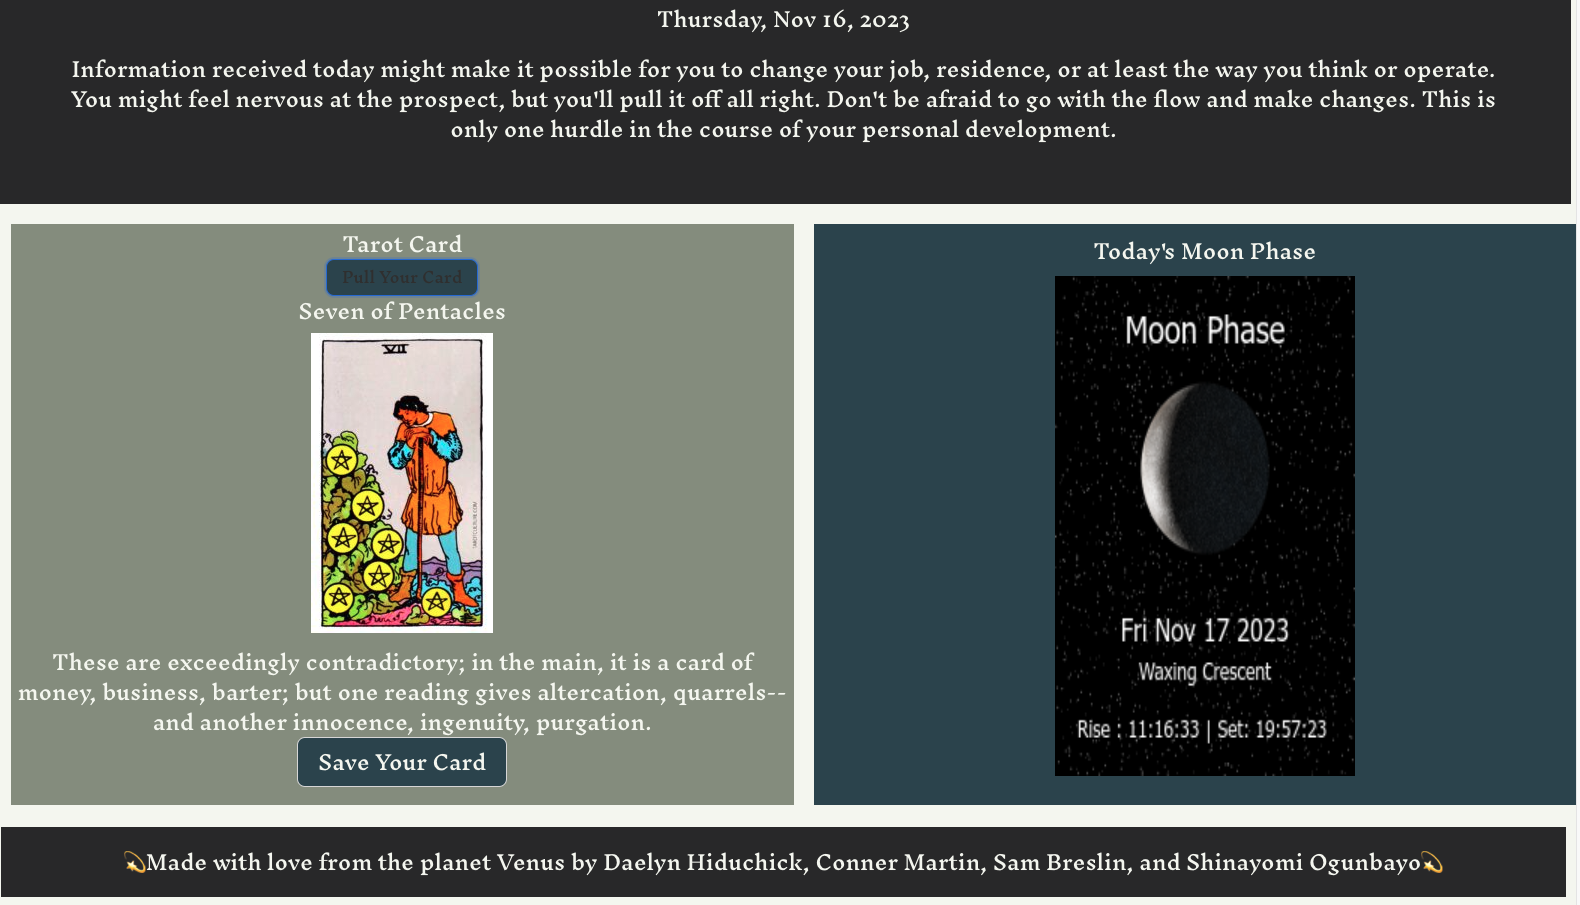 Thursday, Nov 16, 2023
Information received today might make it possible for you to change your job, residence, or at least the way you think or operate.
You might feel nervous at the prospect, but you'll pull it off all right. Don't be afraid to go with the flow and make changes. This is
only one hurdle in the course of your personal development.
Tarot Card
Pull Your Card
Seven of Pentacles
VII
These are exceedingly contradictory; in the main, it is a card of
money, business, barter; but one reading gives altercation, quarrels--
and another innocence, ingenuity, purgation.
Save Your Card
Today's Moon Phase
Moon Phase
Fri Nov 17 2023
Waxing Crescent
Rise : 11:16:33 | Set: 19:57:23
💫Made with love from the planet Venus by Daelyn Hiduchick, Conner Martin, Sam Breslin, and Shinayomi Ogunbayo💫